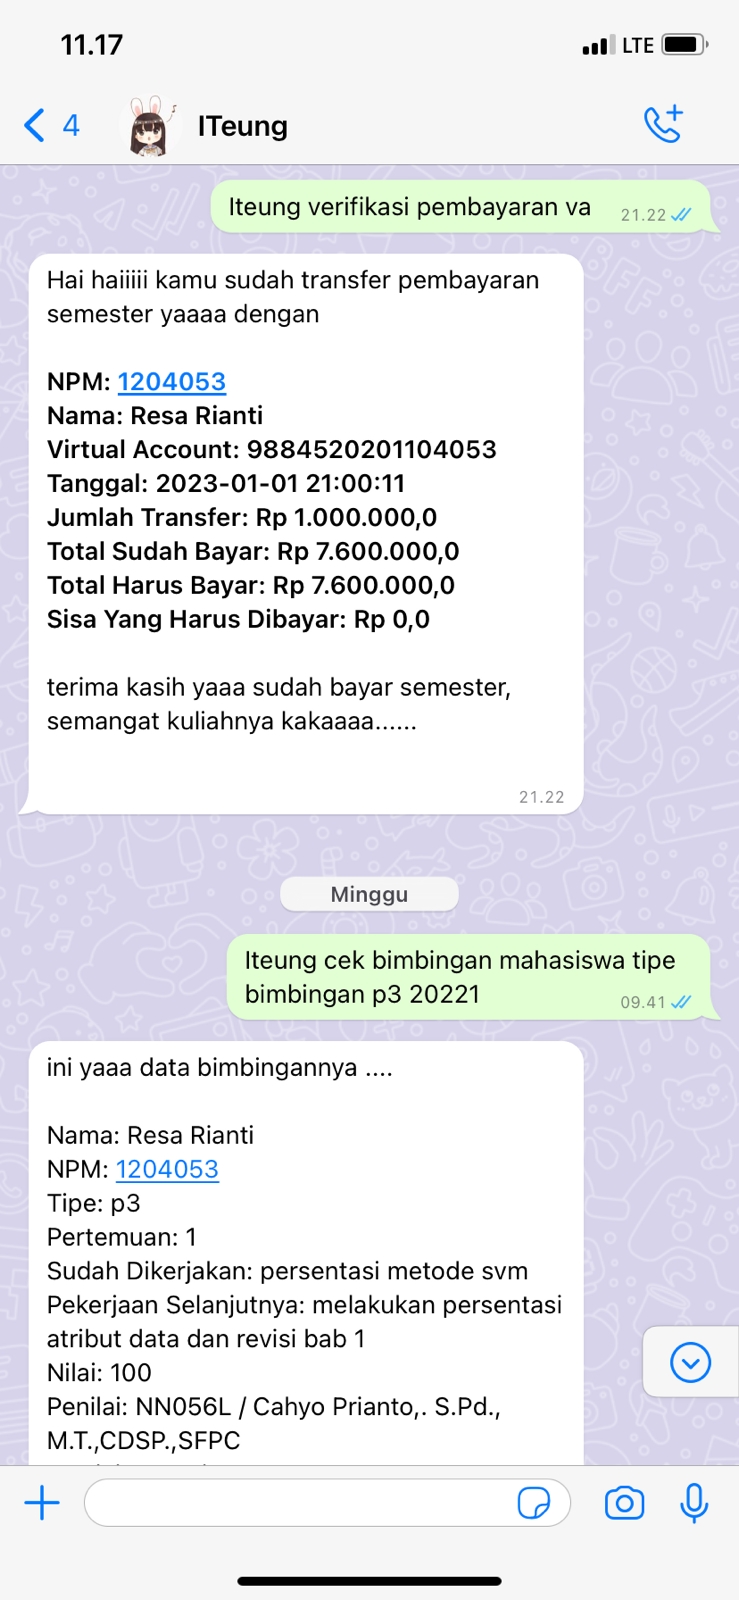 11.17
LTE
4
ITeung
Iteung verifikasi pembayaran va
21.22
Hai haiiiii kamu sudah transfer pembayaran
semester yaaaa dengan
NPM: 1204053
Nama: Resa Rianti
Virtual Account: 9884520201104053
Tanggal: 2023-01-01 21:00:11
Jumlah Transfer: Rp 1.000.000,0
Total Sudah Bayar: Rp 7.600.000,0
Total Harus Bayar: Rp 7.600.000,0
Sisa Yang Harus Dibayar: Rp 0,0
terima kasih yaaa sudah bayar semester,
semangat kuliahnya kakaaaa......
21.22
Minggu
Iteung cek bimbingan mahasiswa tipe
bimbingan p3 20221
09.41
ini yaaa data bimbingannya ....
Nama: Resa Rianti
NPM: 1204053
Tipe: p3
Pertemuan: 1
Sudah Dikerjakan: persentasi metode svm
Pekerjaan Selanjutnya: melakukan persentasi
atribut data dan revisi bab 1
Nilai: 100
Penilai: NN056L / Cahyo Prianto,. S.Pd.,
M.T.,CDSP.,SFPC